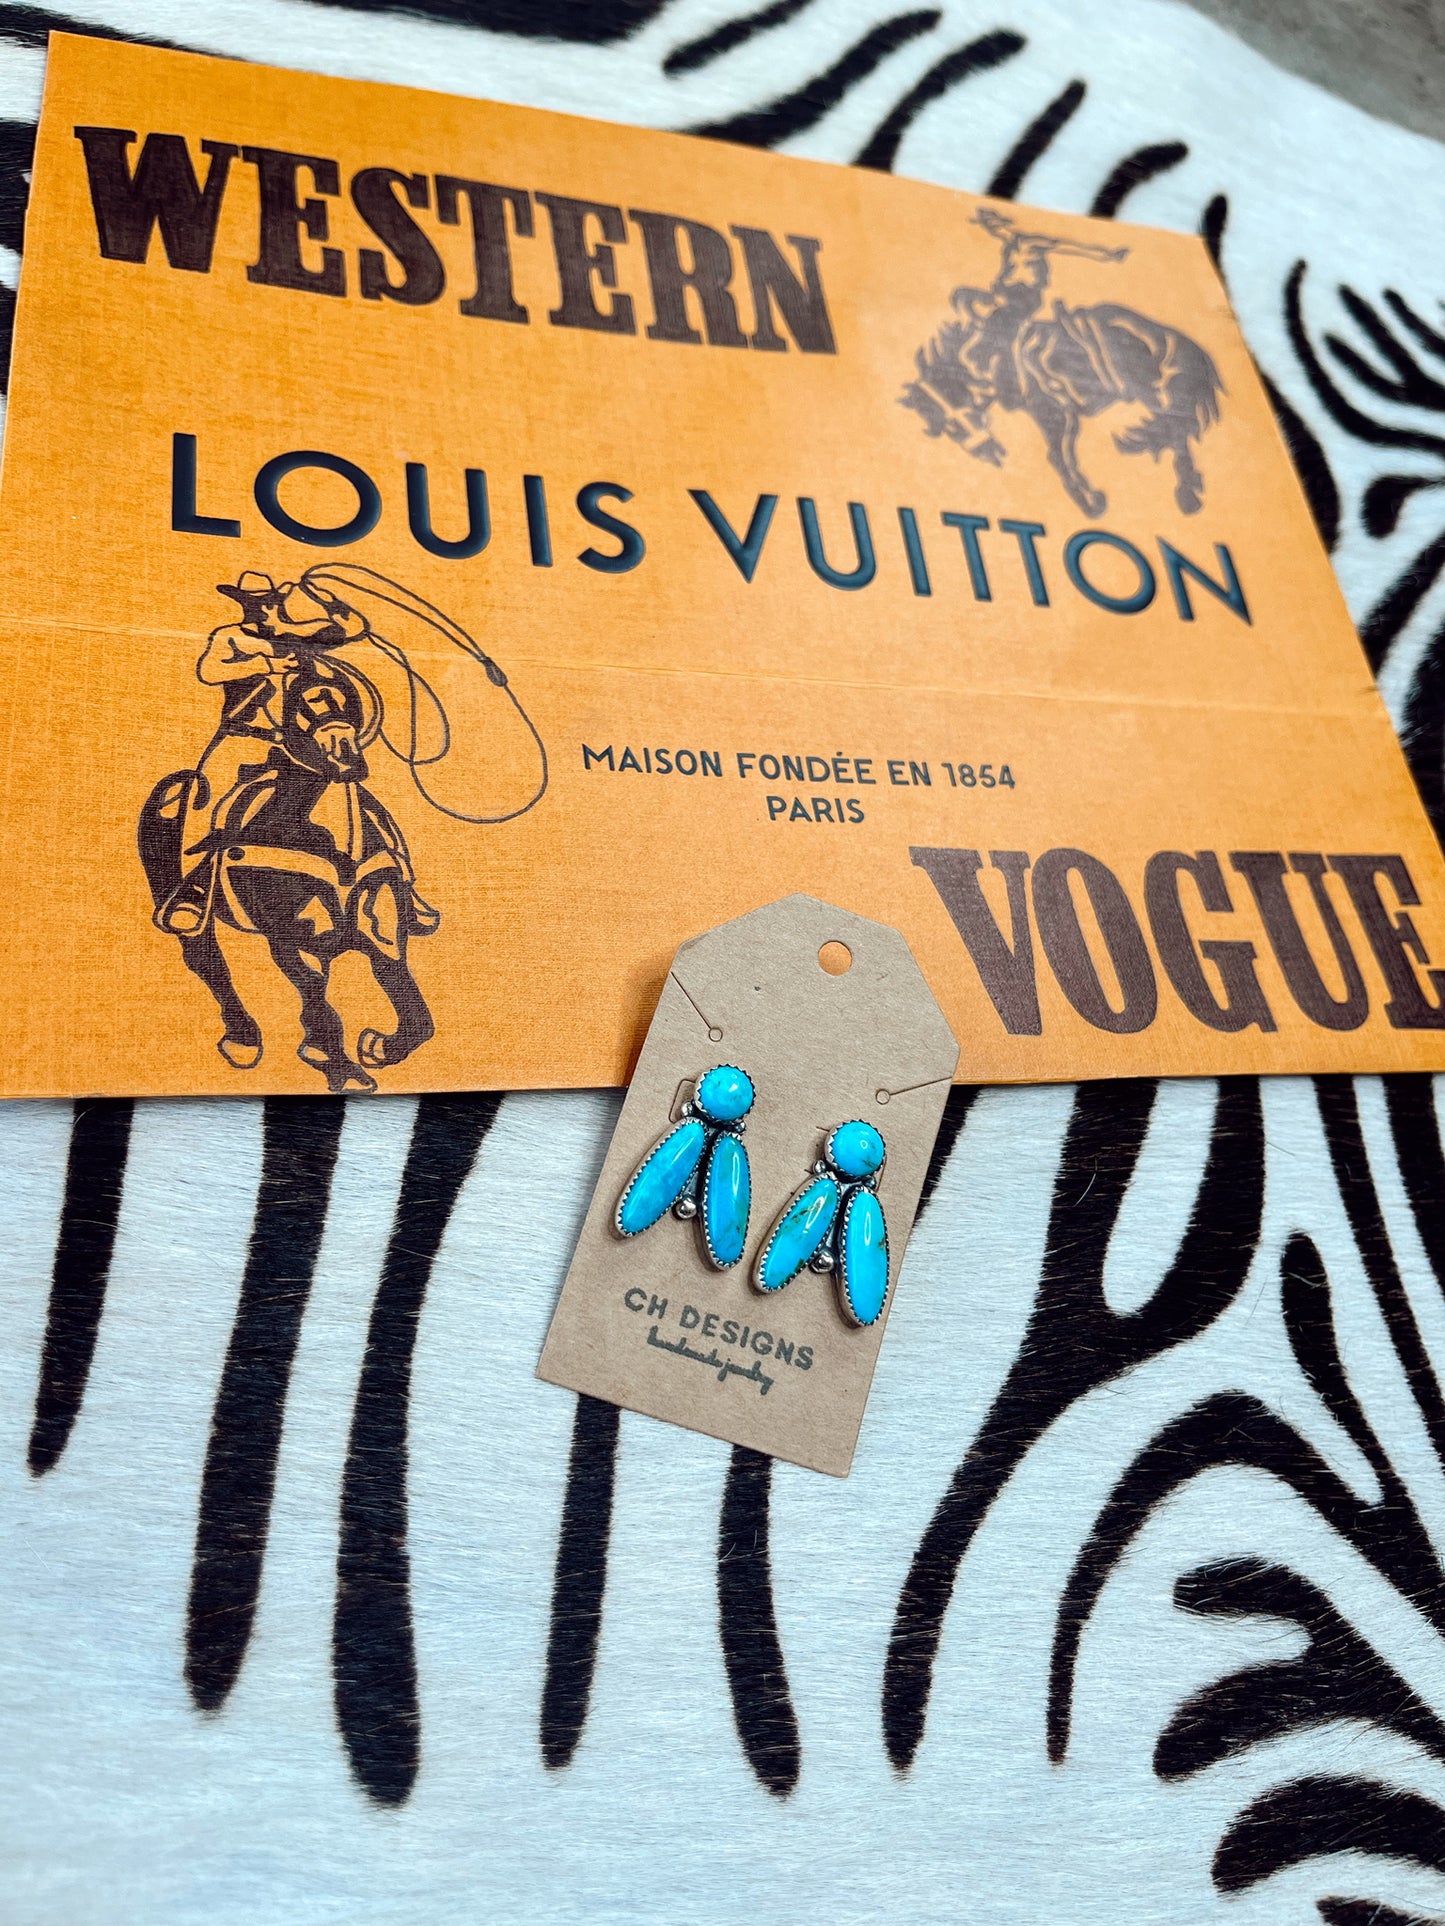 WESTERN
LOUIS VUITTON
MAISON FONDÉE EN 1854
PARIS
VOGUE
CH DESIGNS
handmade jewelry